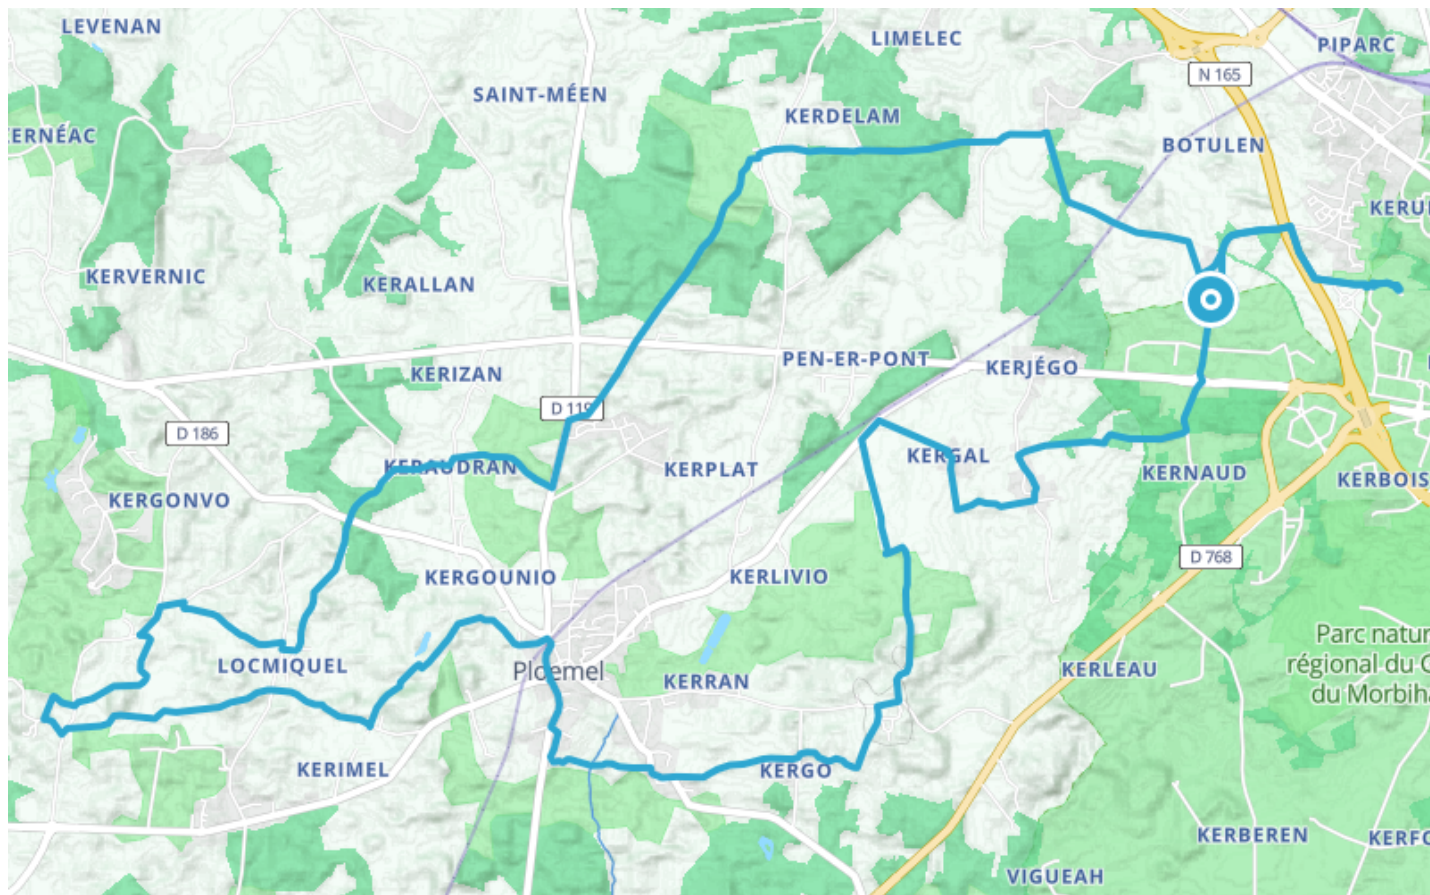 LEVENAN
LIMELEC
PIPARC
N 165
SAINT-MÉEN
KERDELAM
ERNÉAC
BOTULEN
KERU
KERVERNIC
KERALLAN
PEN-ER-PONT
KERJÉGO
KERIZAN
D 119
D 186
KERAUDRAN
KERPLAT
KERGAL
KERNAUD
KERBOIS
KERGONVO
D 768
KERGOUNIO
KERLIVIO
Parc natur
régional du G
du Morbiha
LOCMIQUEL
Ploemel
KERRAN
KERLEAU
KERIMEL
KERGO
KERBEREN
KERFO
VIGUEAH